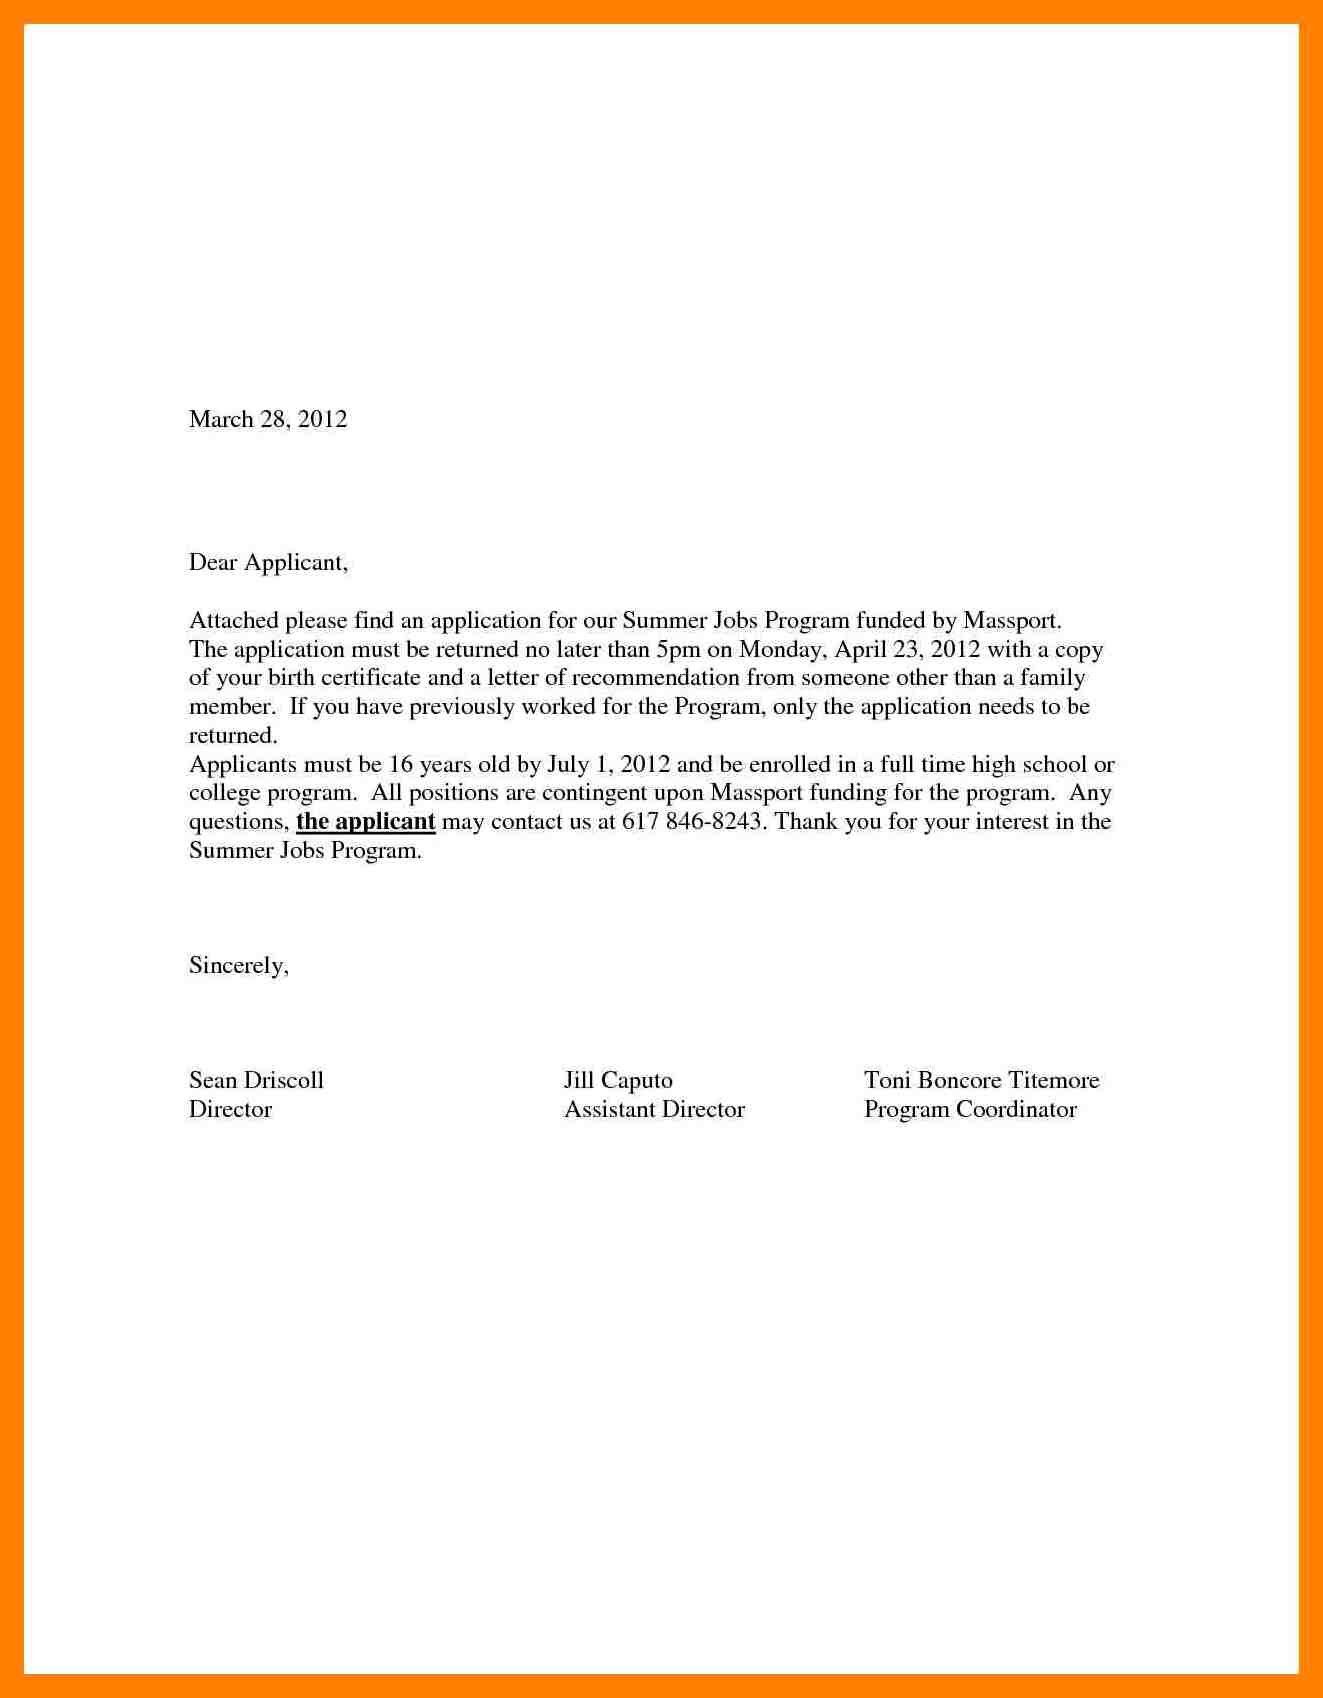 March 28, 2012
Dear Applicant,
Attached please find an application for our Summer Jobs Program funded by Massport.
The application must be returned no later than 5pm on Monday, April 23, 2012 with a copy
of your birth certificate and a letter of recommendation from someone other than a family
member.  If you have previously worked for the Program, only the application needs to be
returned.
Applicants must be 16 years old by July 1, 2012 and be enrolled in a full time high school or
college program.  All positions are contingent upon Massport funding for the program.  Any
questions, the applicant may contact us at 617 846-8243. Thank you for your interest in the
Summer Jobs Program.
Sincerely,
Sean Driscoll Jill Caputo Toni Boncore Titemore
Director Assistant Director Program Coordinator